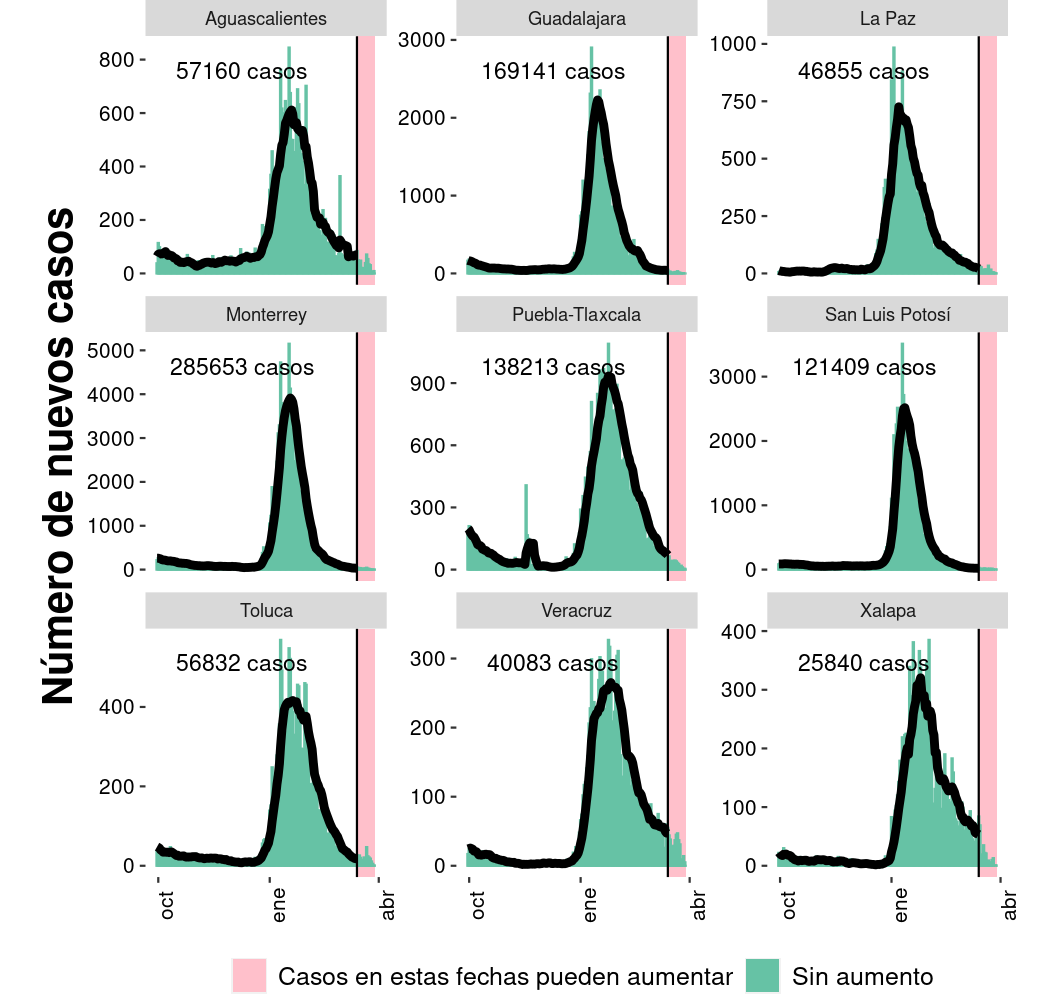 Número de nuevos casos
Aguascalientes
Guadalajara
La Paz
57160 casos
169141 casos
46855 casos
800
600
400
200
0
3000
2000
1000
0
1000
750
500
250
0
Monterrey
Puebla-Tlaxcala
San Luis Potosí
285653 casos
138213 casos
121409 casos
5000
4000
3000
2000
1000
0
900
600
300
0
3000
2000
1000
0
Toluca
Veracruz
Xalapa
56832 casos
40083 casos
25840 casos
400
200
0
300
200
100
0
400
300
200
100
0
oct
ene
abr
oct
ene
abr
oct
ene
abr
Casos en estas fechas pueden aumentar
Sin aumento